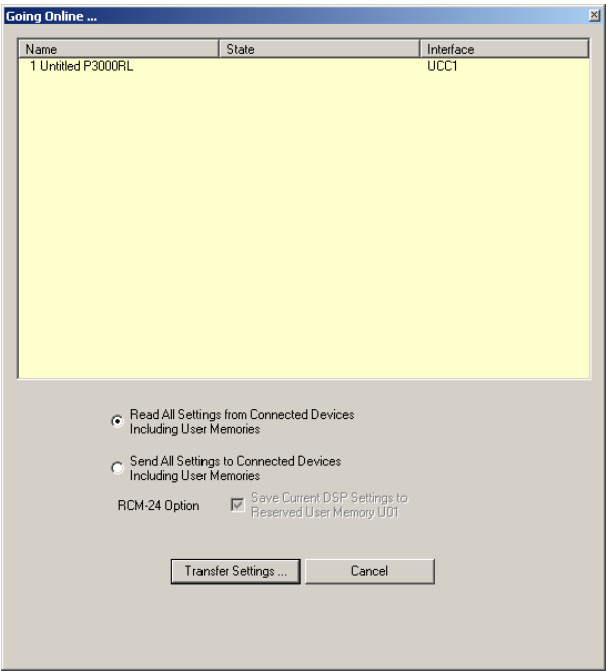 Going Online ...
Name State Interface
1 Untitled P3000RL UCC1
Read All Settings from Connected Devices
Including User Memories
Send All Settings to Connected Devices
Including User Memories
RCM-24 Option
Save Current DSP Settings to
Reserved User Memory U01
Transfer Settings ... Cancel